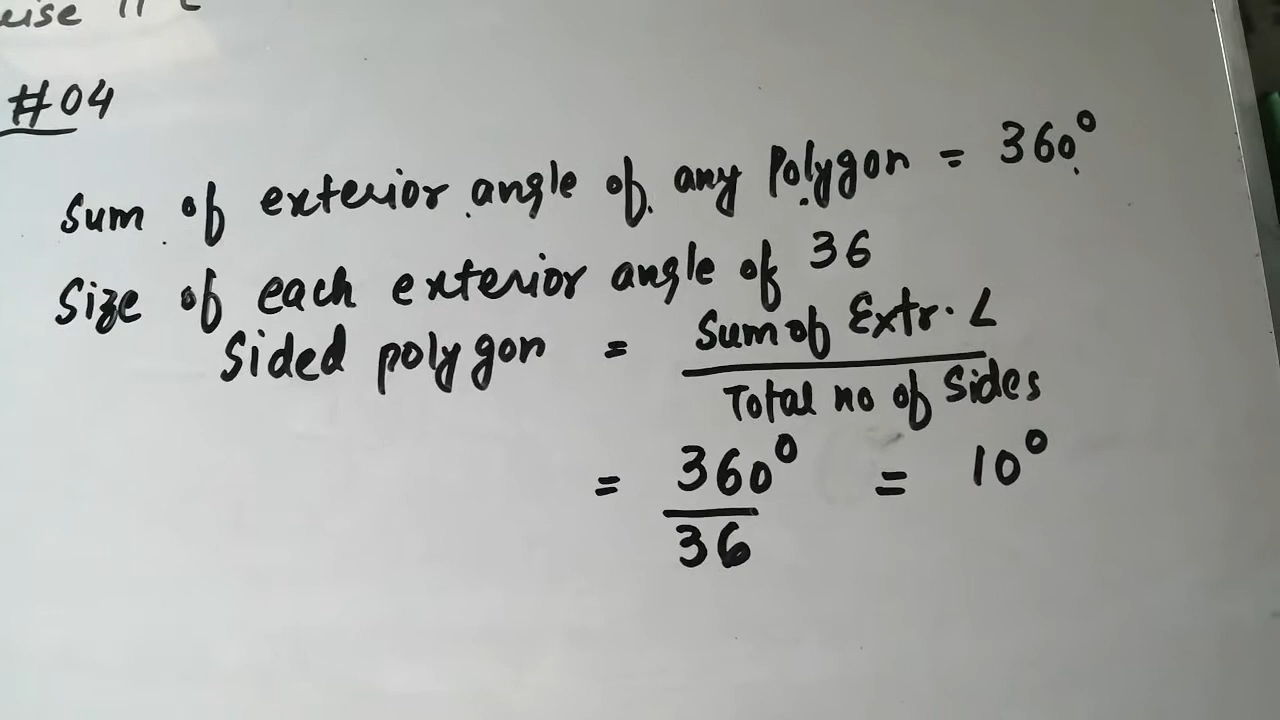 #04
Sum of exterior angle of any Polygon = 360°
Size of each exterior angle of 36
Sided polygon = Sum of Extr. ∠
Total no of Sides
= 360° = 10°
36